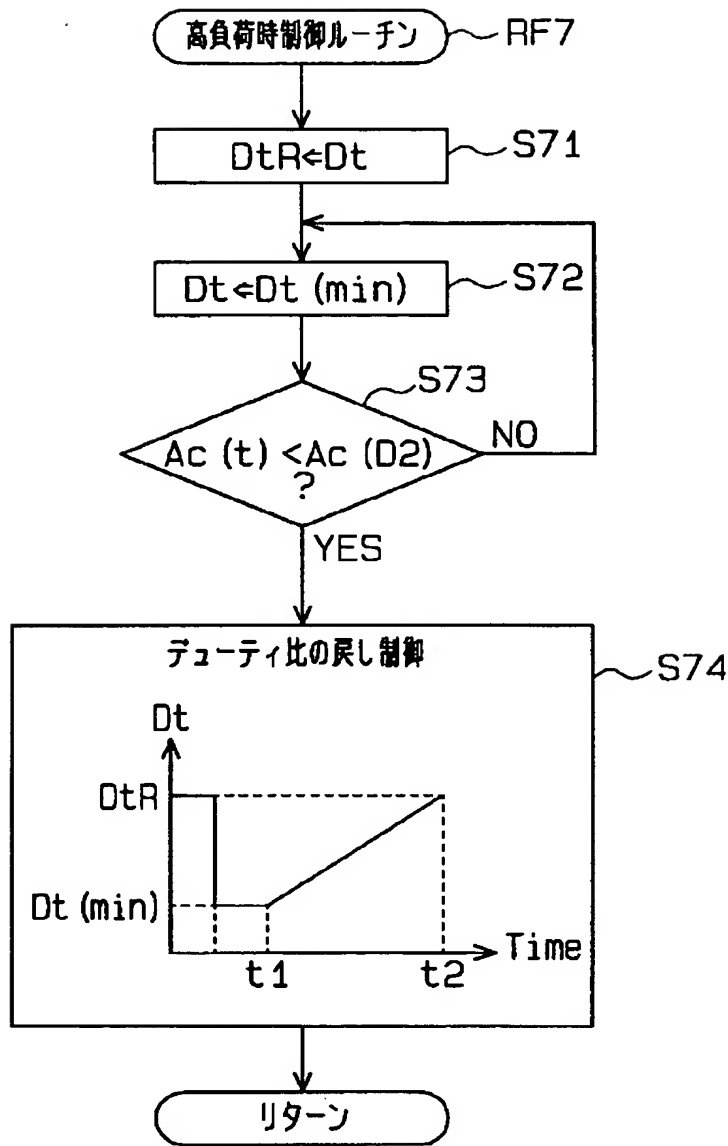 高負荷時制御ルーチン
RF7
DtR⇐Dt
S71
Dt⇐Dt (min)
S72
S73
Ac (t) <Ac (D2)
?
NO
YES
デューティ比の戻し制御
S74
Dt
DtR
Dt (min)
t1
t2
Time
リターン